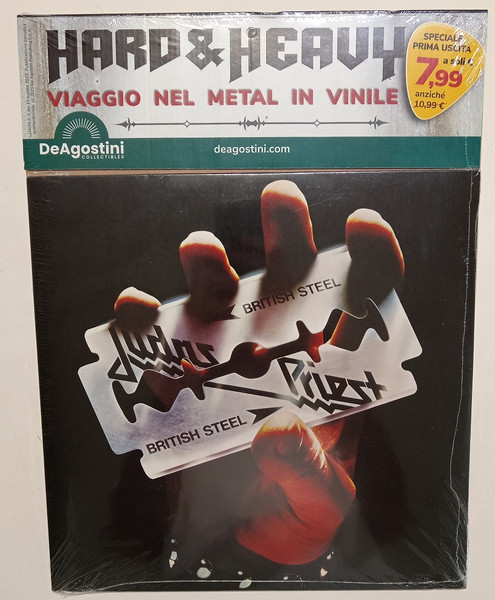 HARD & HEAVY
SPECIALE
PRIMA USCITA
a soli €
7,99
anziché
10,99 €
VIAGGIO NEL METAL IN VINILE
DeAgostini
COLLECTIBLES
deagostini.com
BRITISH STEEL
Judas
Priest
BRITISH STEEL